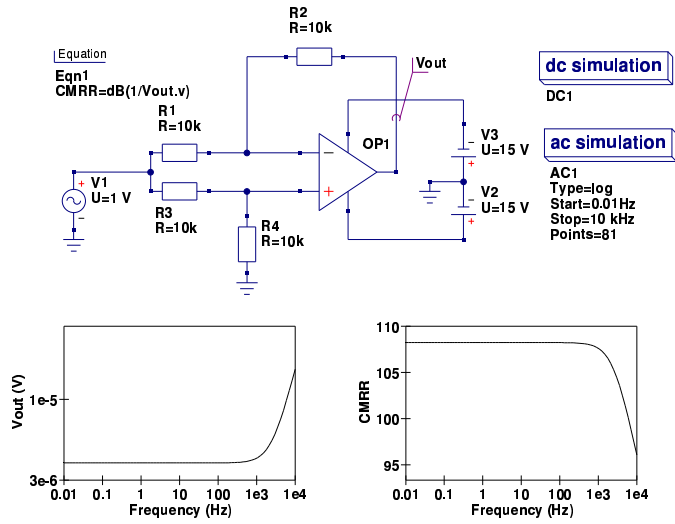 R2
R=10k
Equation
Eqn1
CMRR=dB(1/Vout.v)
Vout
dc simulation
DC1
R1
R=10k
OP1
V3
U=15 V
ac simulation
AC1
Type=log
Start=0.01Hz
Stop=10 kHz
Points=81
V1
U=1 V
R3
R=10k
R4
R=10k
V2
U=15 V
+
-
-
+
-
+
-
+
Vout (V)
1e-5
3e-6
0.01 0.1 1 10 100 1e3 1e4
Frequency (Hz)
CMRR
110
105
100
95
0.01 0.1 1 10 100 1e3 1e4
Frequency (Hz)